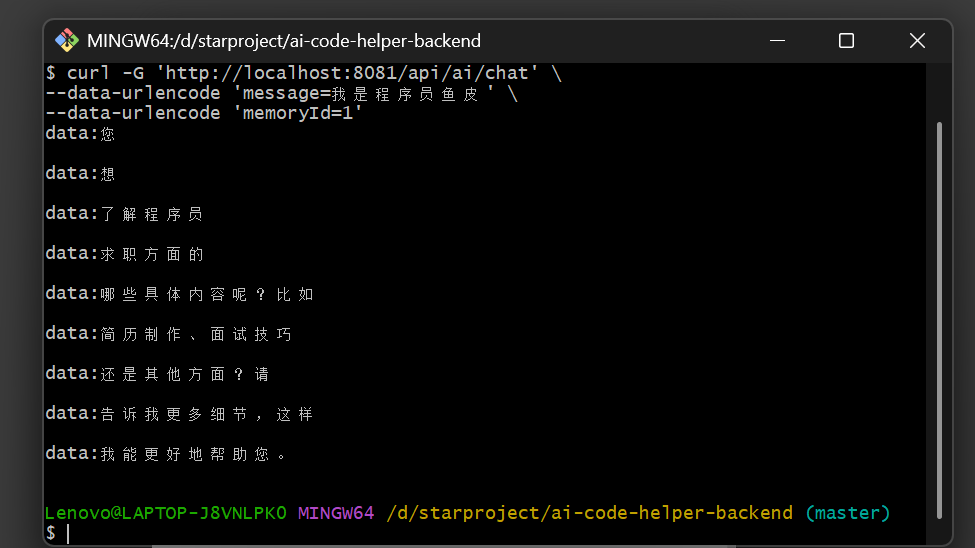 MINGW64:/d/starproject/ai-code-helper-backend
$ curl -G 'http://localhost:8081/api/ai/chat' \
--data-urlencode 'message=我是程序员鱼皮' \
--data-urlencode 'memoryId=1'
data:您
data:想
data:了解程序员
data:求职方面的
data:哪些具体内容呢？比如
data:简历制作、面试技巧
data:还是其他方面？请
data:告诉我更多细节，这样
data:我能更好地帮助您。
Lenovo@LAPTOP-J8VNLPK0 MINGW64 /d/starproject/ai-code-helper-backend (master)
$